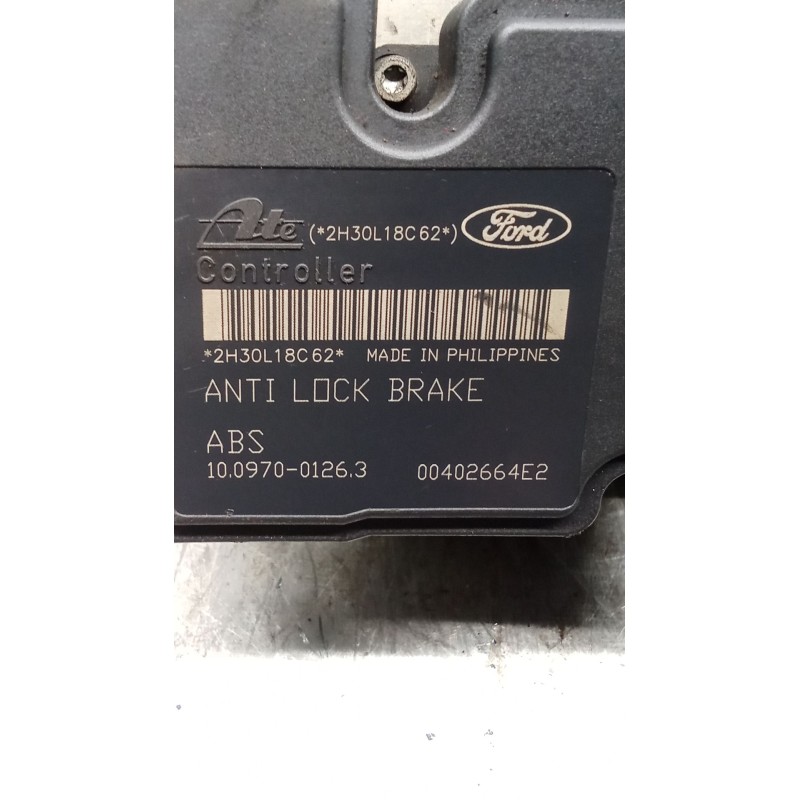 Ate (*2H30L18C62*) Ford
Controller
*2H30L18C62* MADE IN PHILIPPINES
ANTI LOCK BRAKE
ABS
10.0970-0126.3 00402664E2